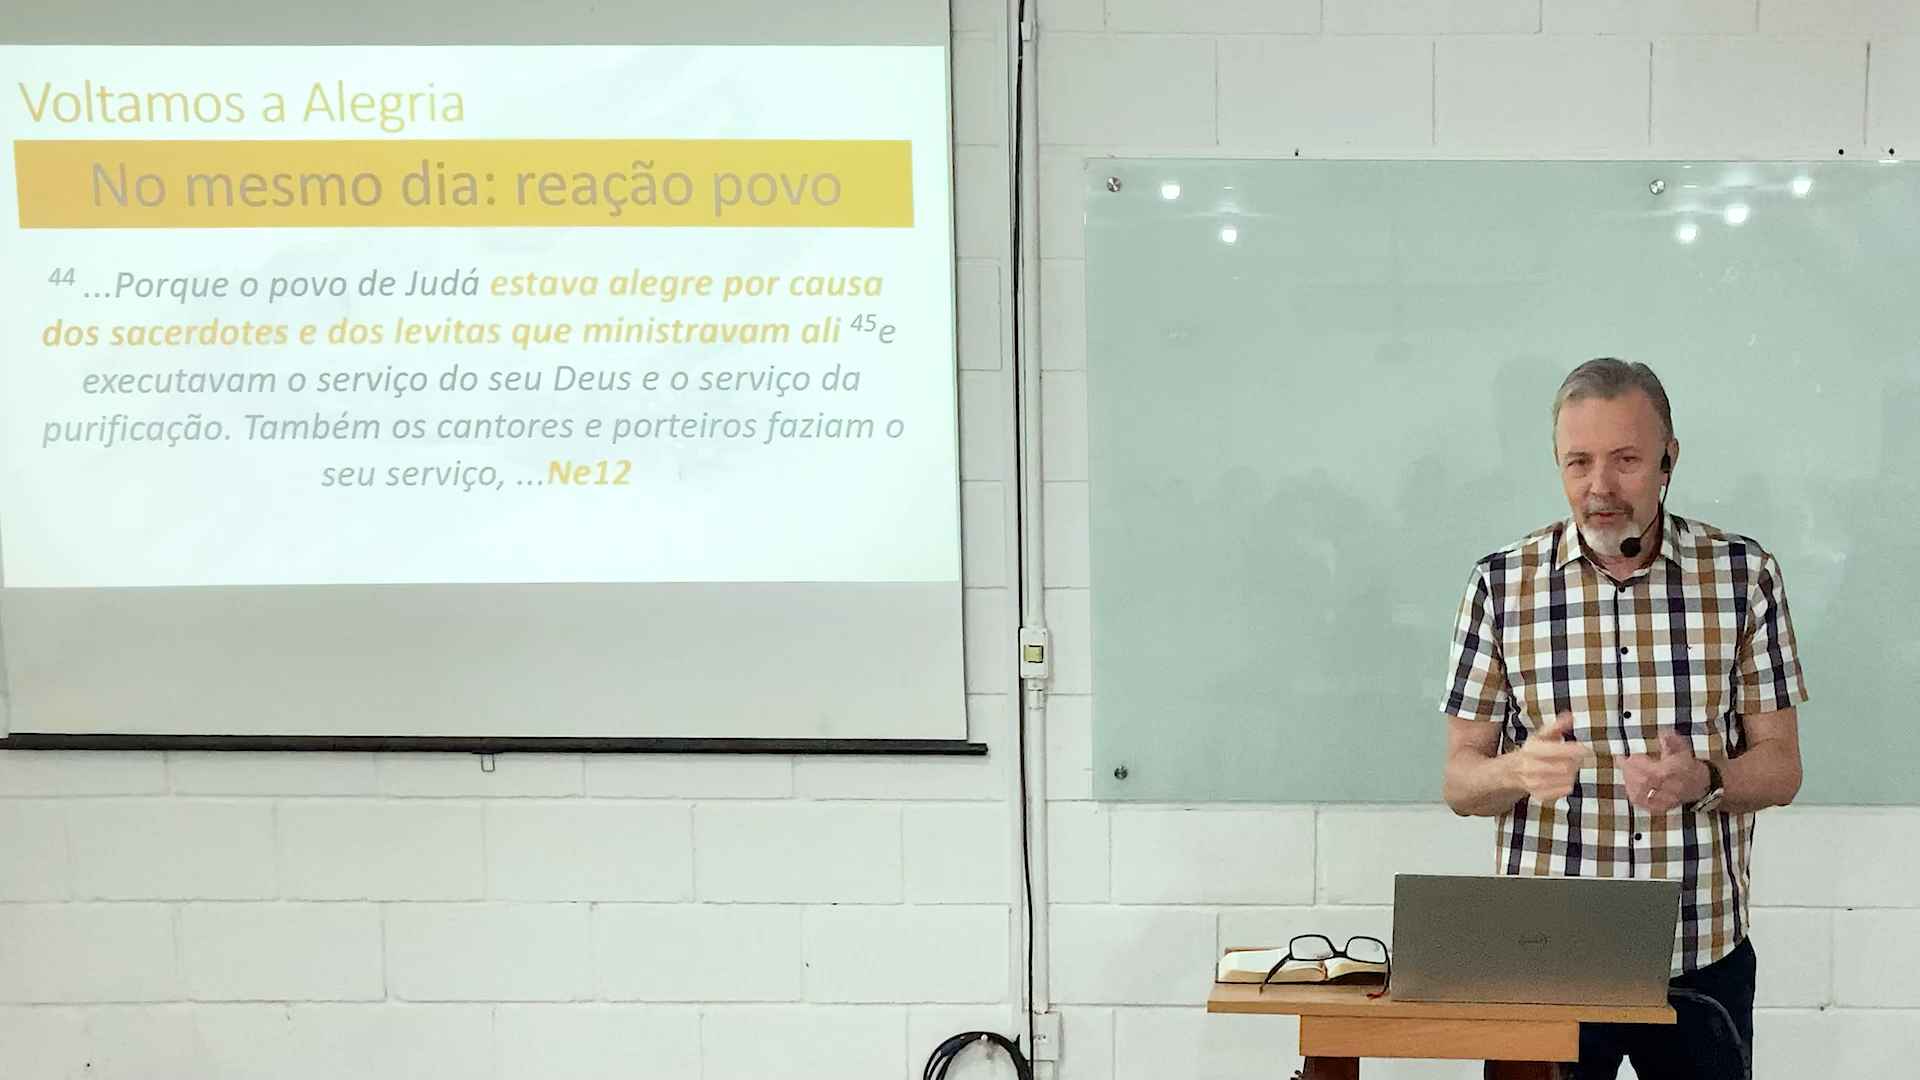 Voltamos a Alegria
No mesmo dia: reação povo
44 ...Porque o povo de Judá estava alegre por causa
dos sacerdotes e dos levitas que ministravam ali 45e
executavam o serviço do seu Deus e o serviço da
purificação. Também os cantores e porteiros faziam o
seu serviço, ...Ne12